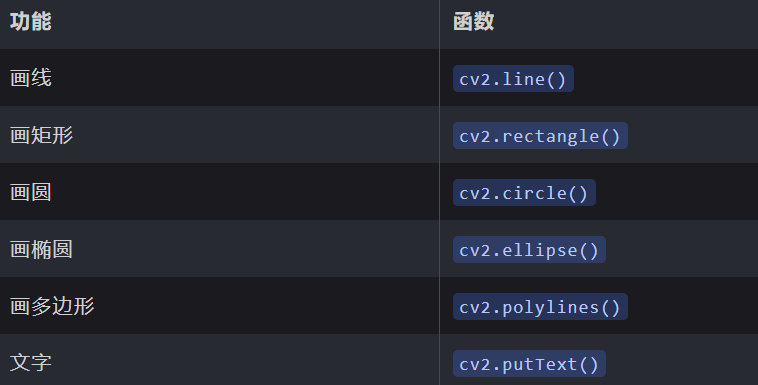 功能 函数
画线 cv2.line()
画矩形 cv2.rectangle()
画圆 cv2.circle()
画椭圆 cv2.ellipse()
画多边形 cv2.polylines()
文字 cv2.putText()